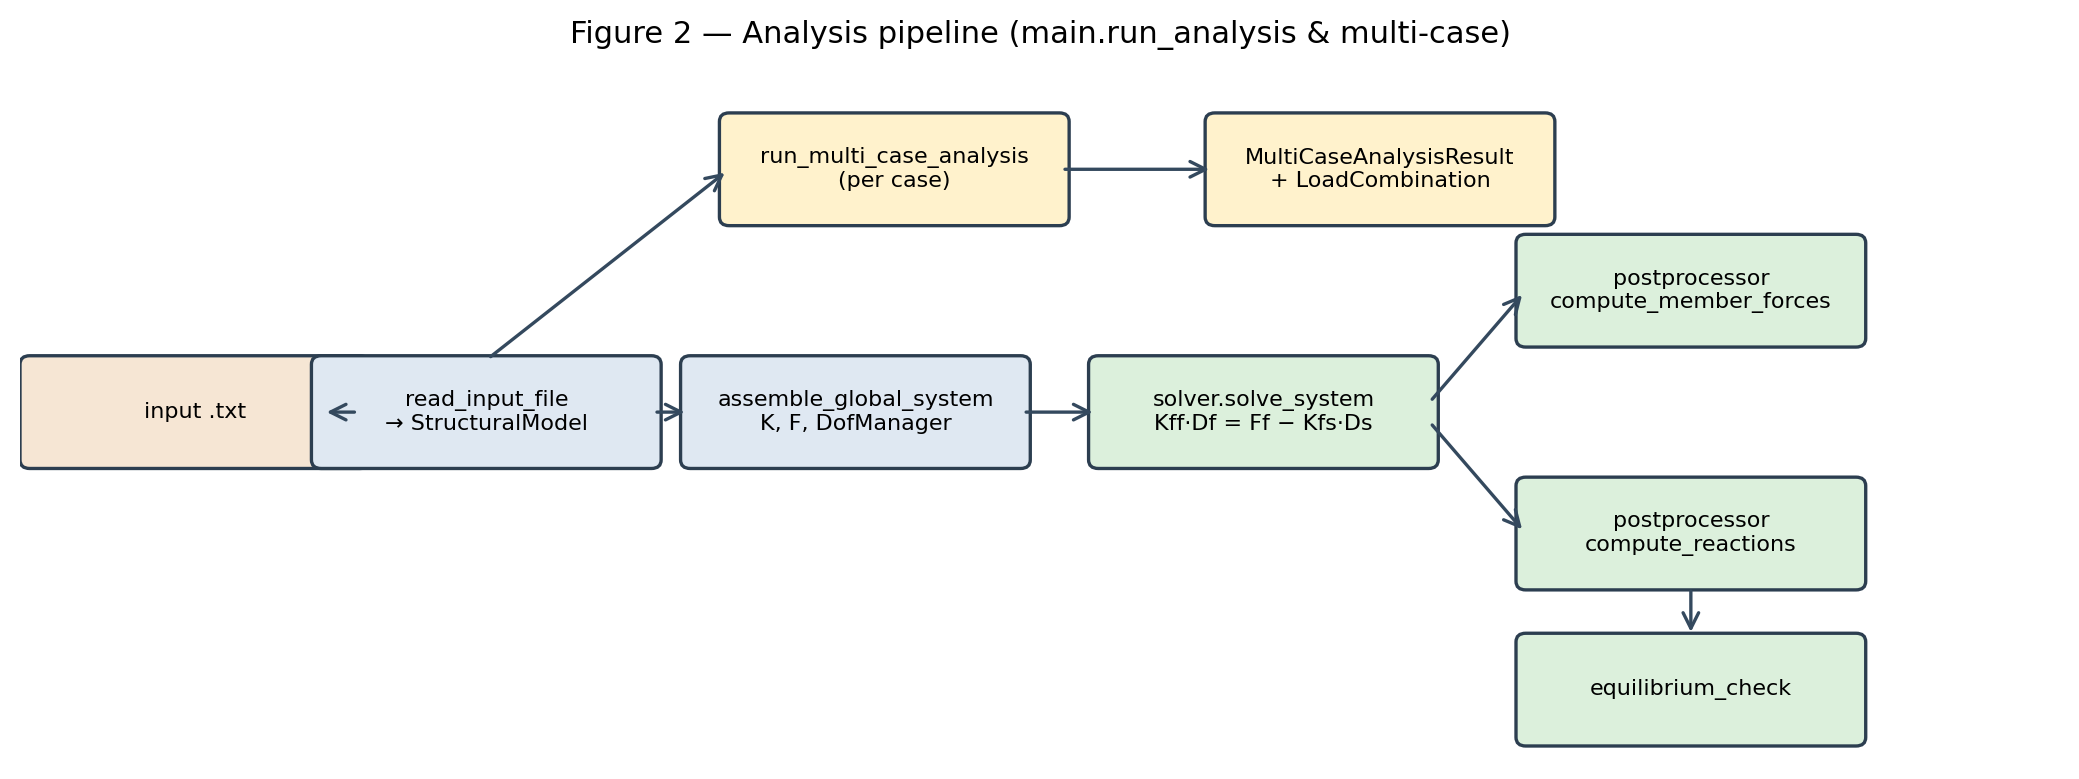 Figure 2 — Analysis pipeline (main.run_analysis & multi-case)
run_multi_case_analysis
(per case)
MultiCaseAnalysisResult
+ LoadCombination
postprocessor
compute_member_forces
input .txt
read_input_file
→ StructuralModel
assemble_global_system
K, F, DofManager
solver.solve_system
Kff·Df = Ff − Kfs·Ds
postprocessor
compute_reactions
equilibrium_check